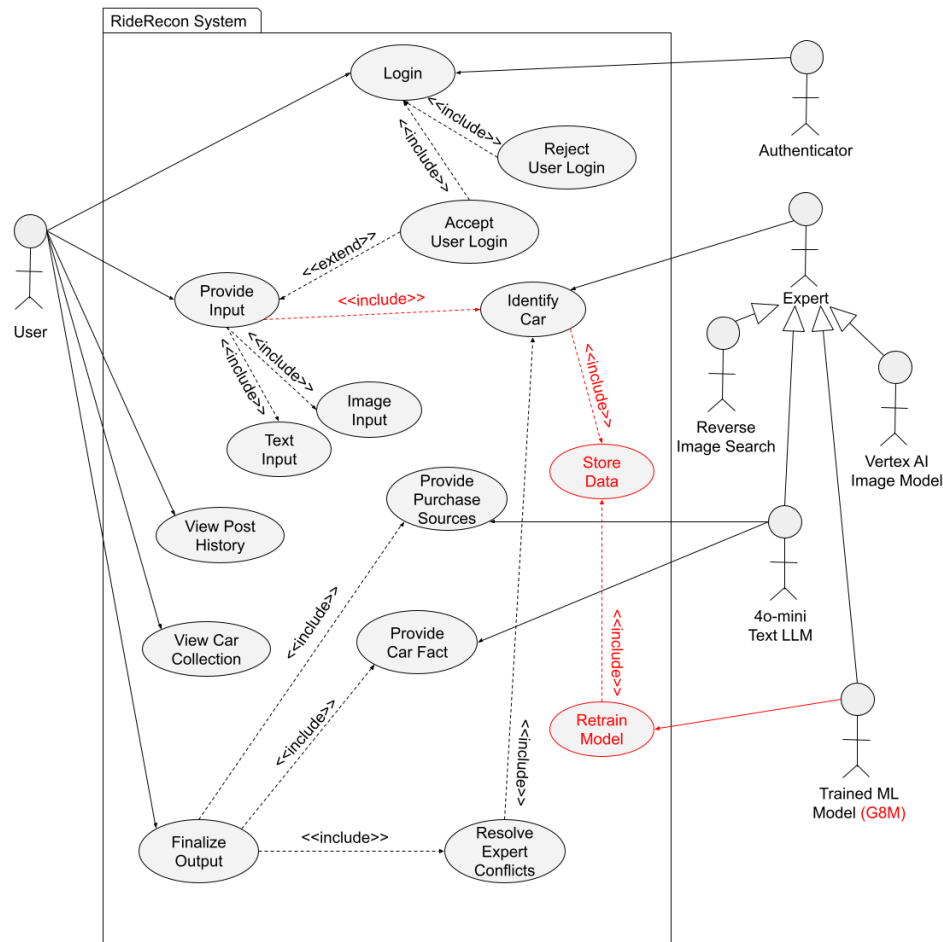 RideRecon System
Login
Authenticator
<<include>>
<<include>>
Reject
User Login
Accept
User Login
<<extend>>
User
Provide
Input
<<include>>
Identify
Car
Expert
<<include>>
<<include>>
<<include>>
Image
Input
Text
Input
Reverse
Image Search
Vertex AI
Image Model
Store
Data
Provide
Purchase
Sources
View Post
History
4o-mini
Text LLM
<<include>>
Provide
Car Fact
View Car
Collection
<<include>>
<<include>>
<<include>>
Retrain
Model
Trained ML
Model (G8M)
Finalize
Output
<<include>>
Resolve
Expert
Conflicts